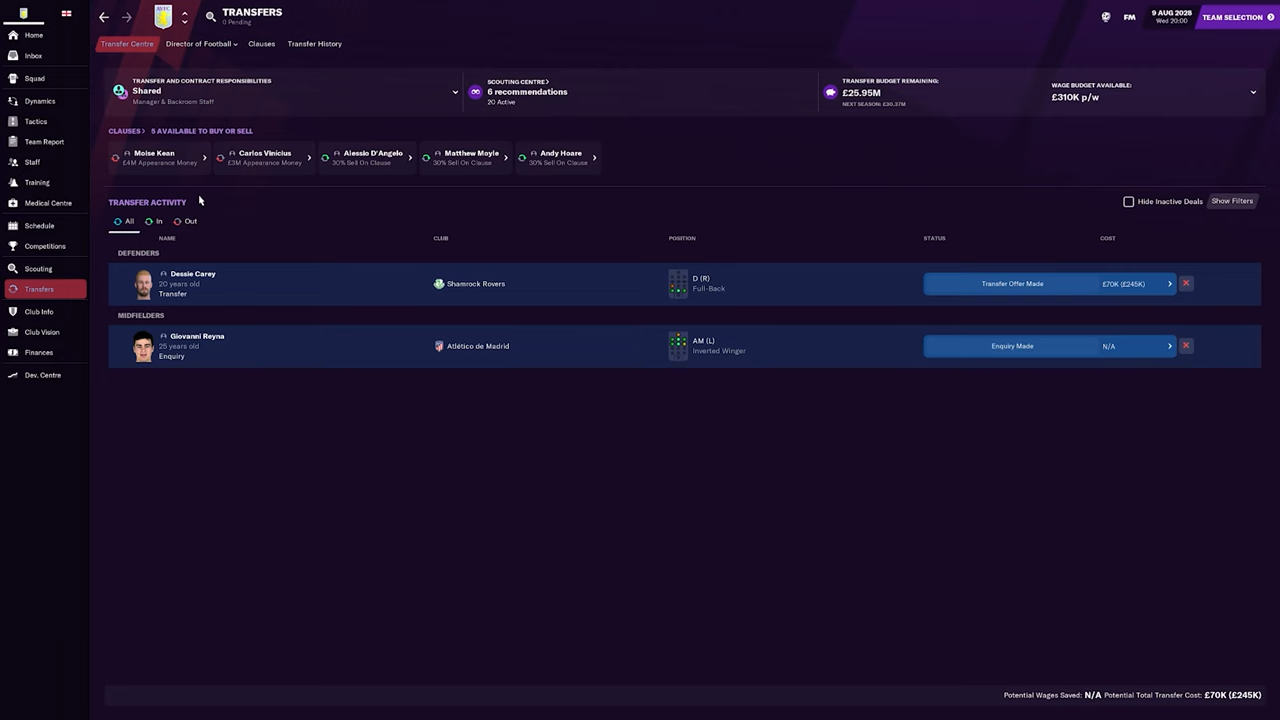 TRANSFERS
0 Pending
FM
9 AUG 2028
Wed 20:00
TEAM SELECTION
Home
Inbox
Squad
Dynamics
Tactics
Team Report
Staff
Training
Medical Centre
Schedule
Competitions
Scouting
Transfers
Club Info
Club Vision
Finances
Dev. Centre
Transfer Centre
Director of Football
Clauses
Transfer History
TRANSFER AND CONTRACT RESPONSIBILITIES
Shared
Manager & Backroom Staff
SCOUTING CENTRE>
6 recommendations
20 Active
TRANSFER BUDGET REMAINING:
£25.95M
NEXT SEASON: £30.37M
WAGE BUDGET AVAILABLE:
£310K p/w
CLAUSES> 5 AVAILABLE TO BUY OR SELL
Moise Kean
£4M Appearance Money
Carlos Vinicius
£3M Appearance Money
Alessio D'Angelo
30% Sell On Clause
Matthew Moyle
30% Sell On Clause
Andy Hoare
30% Sell On Clause
TRANSFER ACTIVITY
Hide Inactive Deals
Show Filters
All In Out
NAME CLUB POSITION STATUS COST
DEFENDERS
Dessie Carey
20 years old
Transfer
Shamrock Rovers
D (R)
Full-Back
Transfer Offer Made
£70K (£245K)
MIDFIELDERS
Giovanni Reyna
25 years old
Enquiry
Atlético de Madrid
AM (L)
Inverted Winger
Enquiry Made
N/A
Potential Wages Saved: N/A Potential Total Transfer Cost: £70K (£245K)